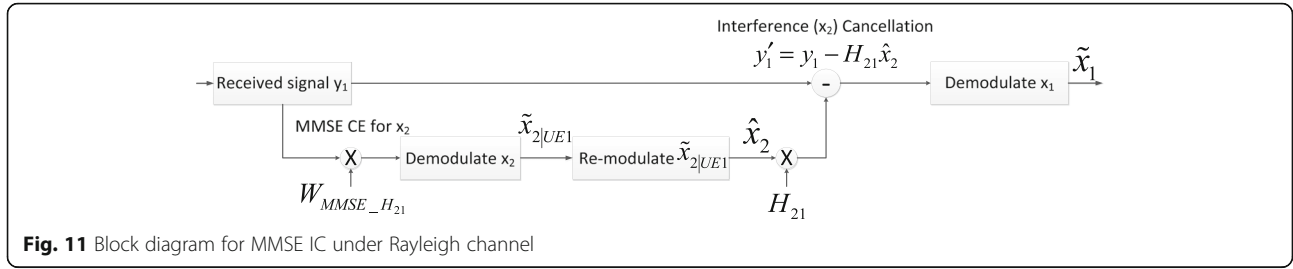 Interference (x₂) Cancellation
y′₁ = y₁ − H₂₁x̂₂
x̃₁
Received signal y₁
-
Demodulate x₁
MMSE CE for x₂
x̃₂|UE1
x̂₂
X
Demodulate x₂
Re-modulate x̃₂|UE1
X
W_MMSE_H₂₁
H₂₁
Fig. 11 Block diagram for MMSE IC under Rayleigh channel